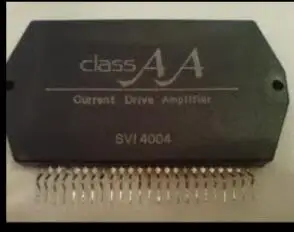 class AA
Current Drive Amplifier
SVI 4004